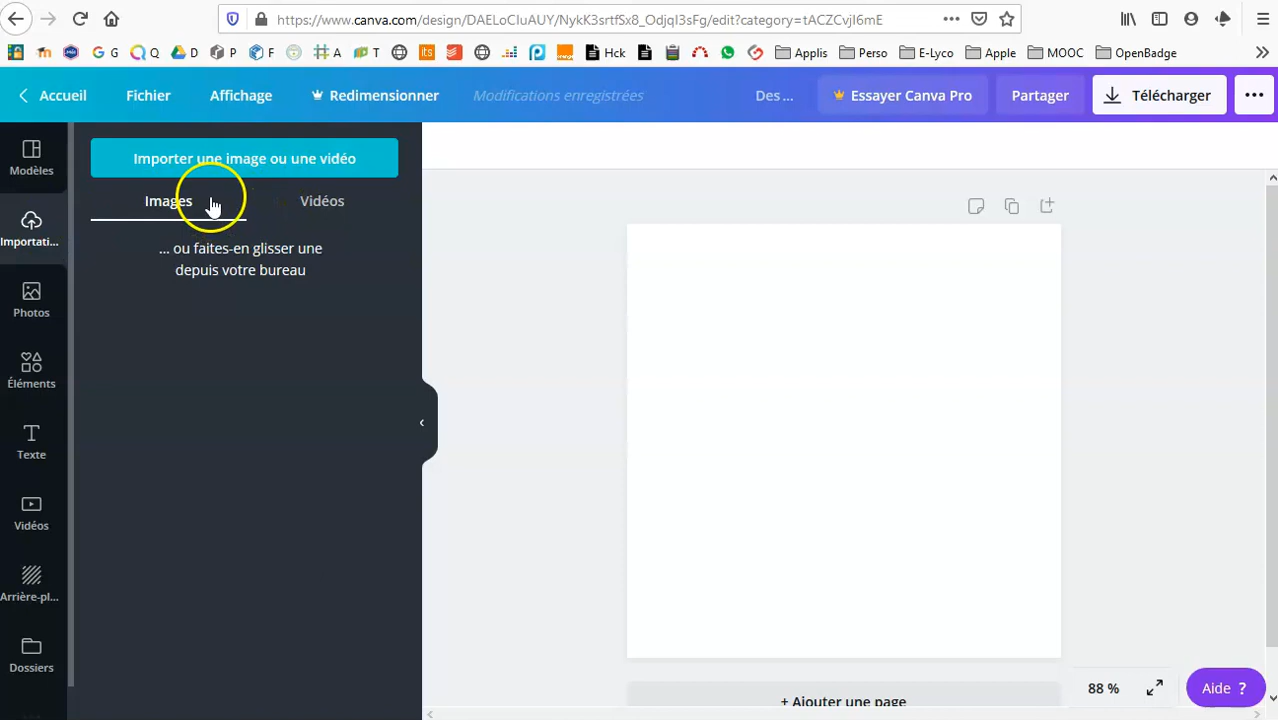 https://www.canva.com/design/DAELoCIuAUY/NykK3srtfSx8_OdjqI3sFg/edit?category=tACZCvjI6mE
G G Q Q D P F A T its Hck Applis Perso E-Lyco Apple MOOC OpenBadge
Accueil Fichier Affichage Redimensionner Modifications enregistrées Des ... Essayer Canva Pro Partager Télécharger
Modèles
Importer une image ou une vidéo
Images Vidéos
Importati...
... ou faites-en glisser une
depuis votre bureau
Photos
Éléments
Texte
Vidéos
Arrière-pl...
Dossiers
88 %
Aide ?
+ Ajouter une page